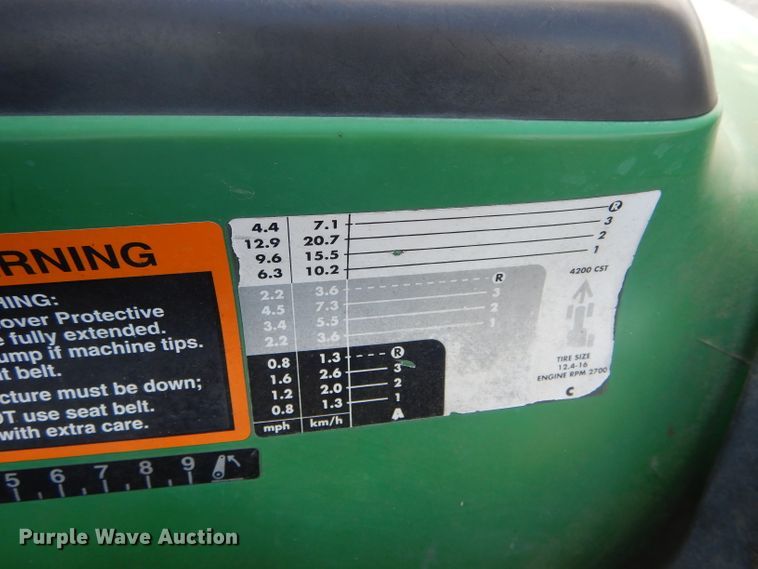 RNING
HING:
over Protective
e fully extended.
ump if machine tips.
at belt.
cture must be down;
OT use seat belt.
with extra care.
5 6 7 8 9
4.4 7.1 R
12.9 20.7 3
9.6 15.5 2
6.3 10.2 1
2.2 3.6 R
4.5 7.3 3
3.4 5.5 2
2.2 3.6 1
0.8 1.3 R
1.6 2.6 3
1.2 2.0 2
0.8 1.3 1
mph km/h A
4200 CST
TIRE SIZE
12.4-16
ENGINE RPM 2700
C
Purple Wave Auction